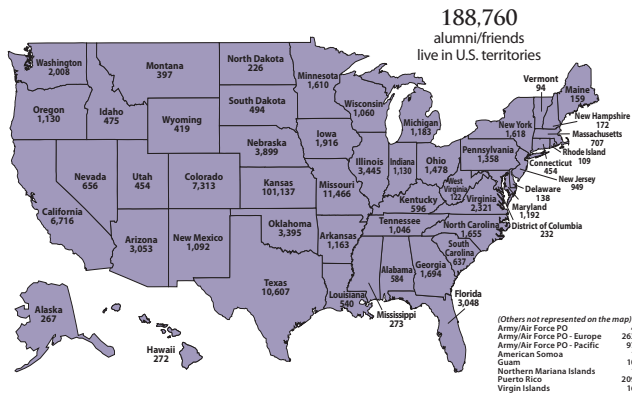 188,760
alumni/friends
live in U.S. territories
Washington
2,008
Montana
397
North Dakota
226
Minnesota
1,610
Wisconsin
1,060
Michigan
1,183
Vermont
94
Maine
159
New Hampshire
172
Massachusetts
707
Rhode Island
109
Connecticut
454
New York
1,618
Oregon
1,130
Idaho
475
Wyoming
419
South Dakota
494
Nebraska
3,899
Iowa
1,916
Illinois
3,445
Indiana
1,130
Ohio
1,478
Pennsylvania
1,358
New Jersey
949
Delaware
138
Maryland
1,192
District of Columbia
232
West
Virginia
122
Virginia
2,321
Nevada
656
Utah
454
Colorado
7,313
Kansas
101,137
Missouri
11,466
Kentucky
596
California
6,716
Arizona
3,053
New Mexico
1,092
Oklahoma
3,395
Arkansas
1,163
Tennessee
1,046
North Carolina
1,655
South
Carolina
637
Texas
10,607
Louisiana
540
Mississippi
273
Alabama
584
Georgia
1,694
Florida
3,048
Alaska
267
Hawaii
272
(Others not represented on the map)
Army/Air Force PO
Army/Air Force PO - Europe
Army/Air Force PO - Pacific
American Somoa
Guam
Northern Mariana Islands
Puerto Rico
Virgin Islands